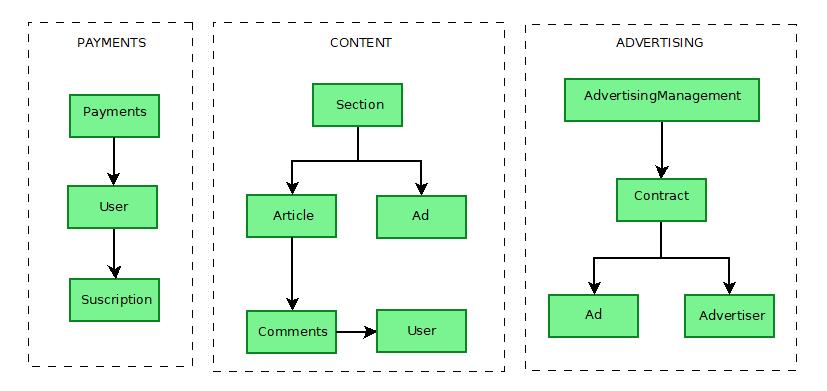 PAYMENTS
Payments
User
Suscription
CONTENT
Section
Article
Ad
Comments
User
ADVERTISING
AdvertisingManagement
Contract
Ad
Advertiser